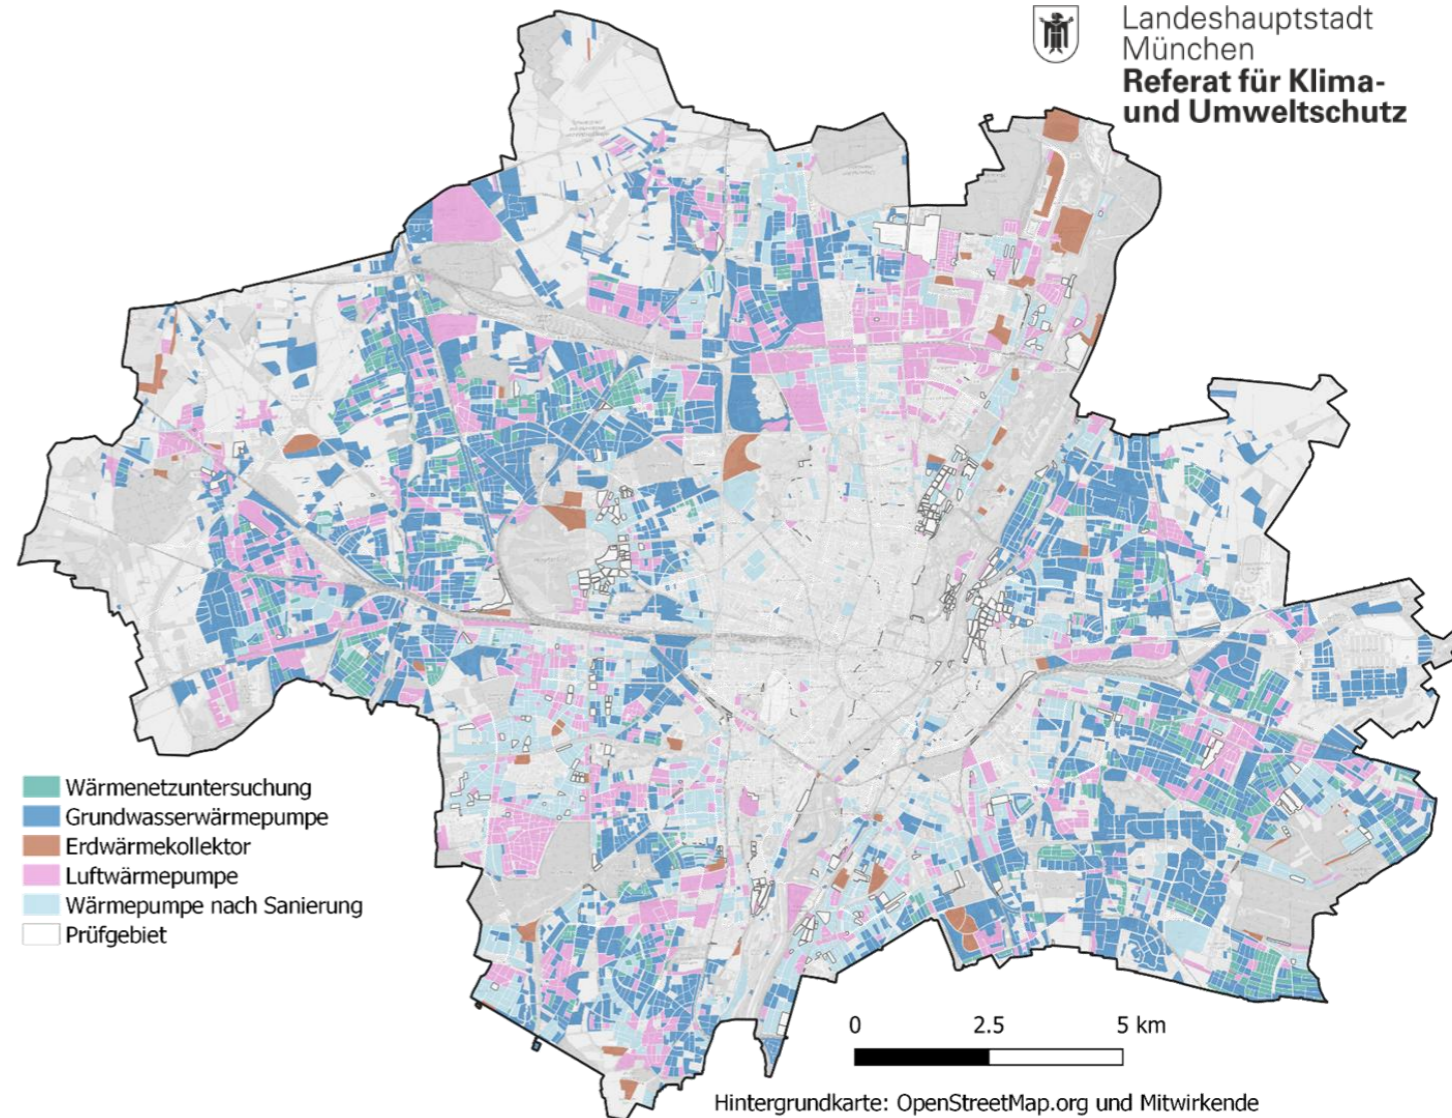 Landeshauptstadt
München
Referat für Klima-
und Umweltschutz
Wärmenetzuntersuchung
Grundwasserwärmepumpe
Erdwärmekollektor
Luftwärmepumpe
Wärmepumpe nach Sanierung
Prüfgebiet
0 2.5 5 km
Hintergrundkarte: OpenStreetMap.org und Mitwirkende